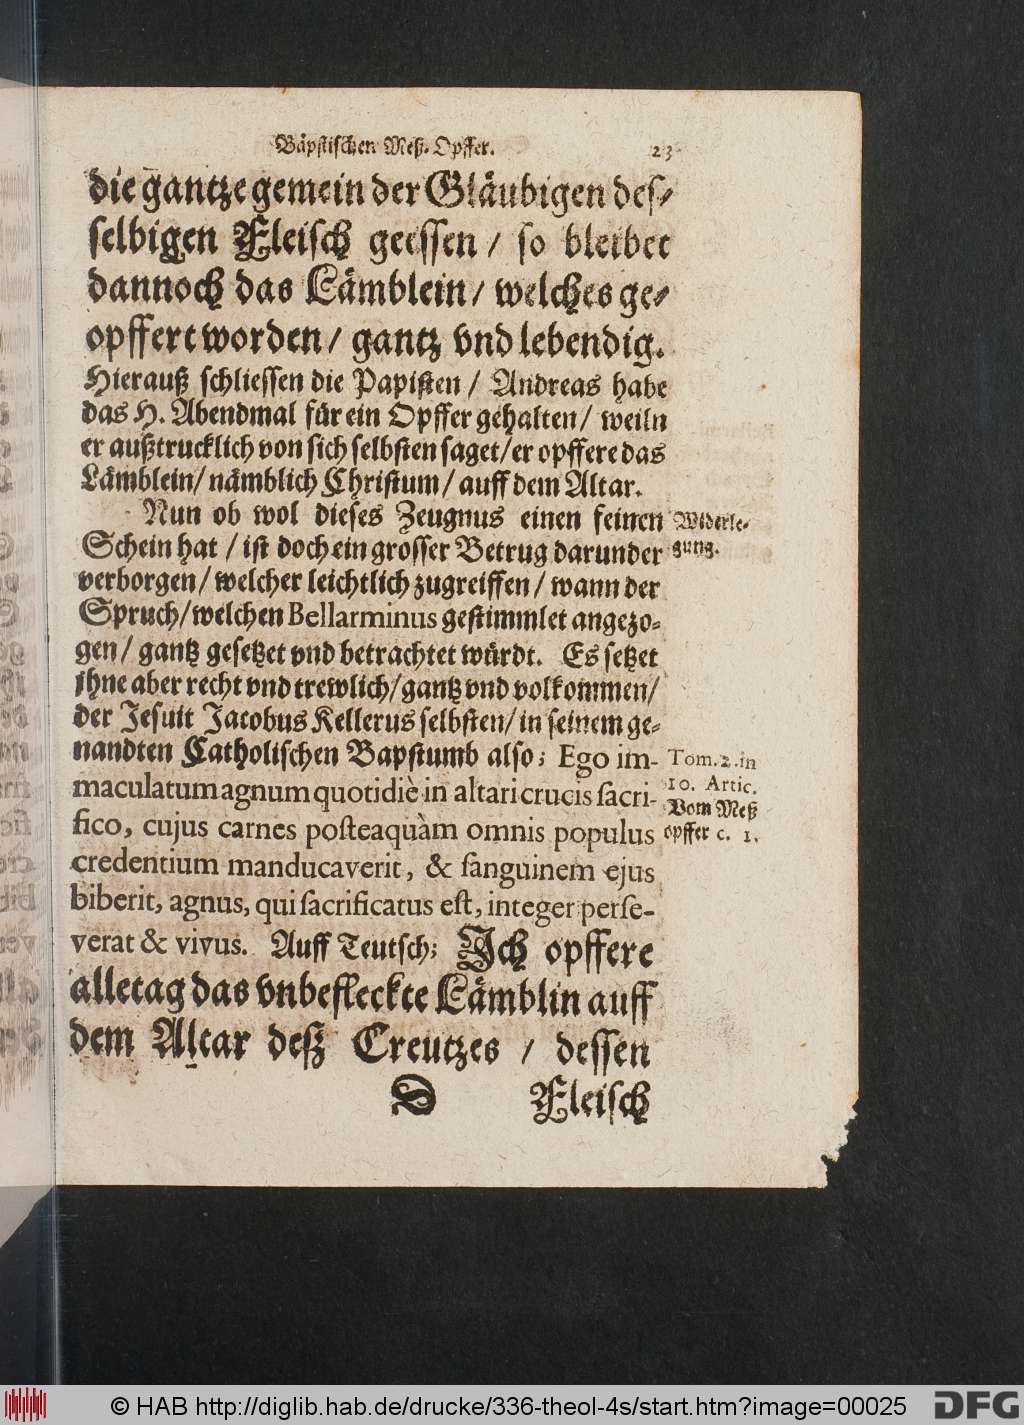 Bäpstischen Meß-Opffer. 23
die gantze gemein der Gläubigen des-
selbigen Fleisch geessen / so bleibet
dannoch das Lämblein / welches ge-
opffert worden / gantz vnd lebendig.
Hierauß schliessen die Papisten / Andreas habe
das H. Abendmal für ein Opffer gehalten / weiln
er außtrucklich von sich selbsten saget / er opffere das
Lämblein / nämblich Christum / auff dem Altar.
Nun ob wol dieses Zeugnus einen feinen
Schein hat / ist doch ein grosser Betrug darunder
verborgen / welcher leichtlich zugreiffen / wann der
Spruch / welchen Bellarminus gestimmlet angezo-
gen / gantz gesetzet vnd betrachtet würdt. Es setzet
ihne aber recht vnd trewlich / gantz vnd volkommen /
der Jesuit Jacobus Kellerus selbsten / in seinem ge-
nandten Catholischen Bapstumb also; Ego im-
maculatum agnum quotidiè in altari crucis sacri-
fico, cujus carnes posteaquàm omnis populus
credentium manducaverit, & sanguinem ejus
biberit, agnus, qui sacrificatus est, integer perse-
verat & vivus. Auff Teutsch; Ich opffere
alletag das vnbefleckte Lämblin auff
dem Altar deß Creutzes / dessen
D Fleisch
Widerle-
gung.
Tom. 2. in
10. Artic.
Vom Meß
opffer c. 1.
© HAB http://diglib.hab.de/drucke/336-theol-4s/start.htm?image=00025
DFG